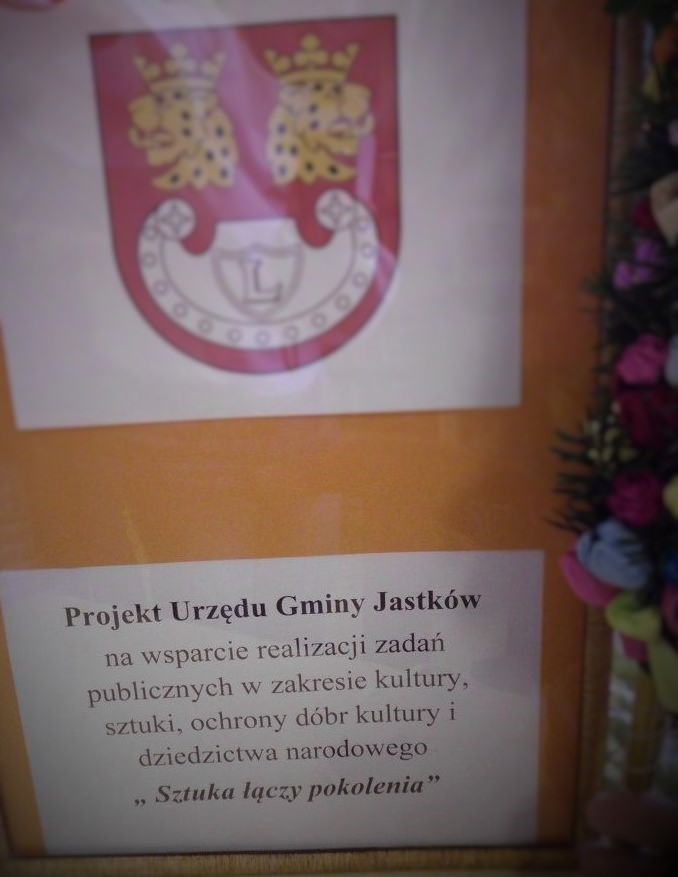 L
Projekt Urzędu Gminy Jastków
na wsparcie realizacji zadań
publicznych w zakresie kultury,
sztuki, ochrony dóbr kultury i
dziedzictwa narodowego
„ Sztuka łączy pokolenia”